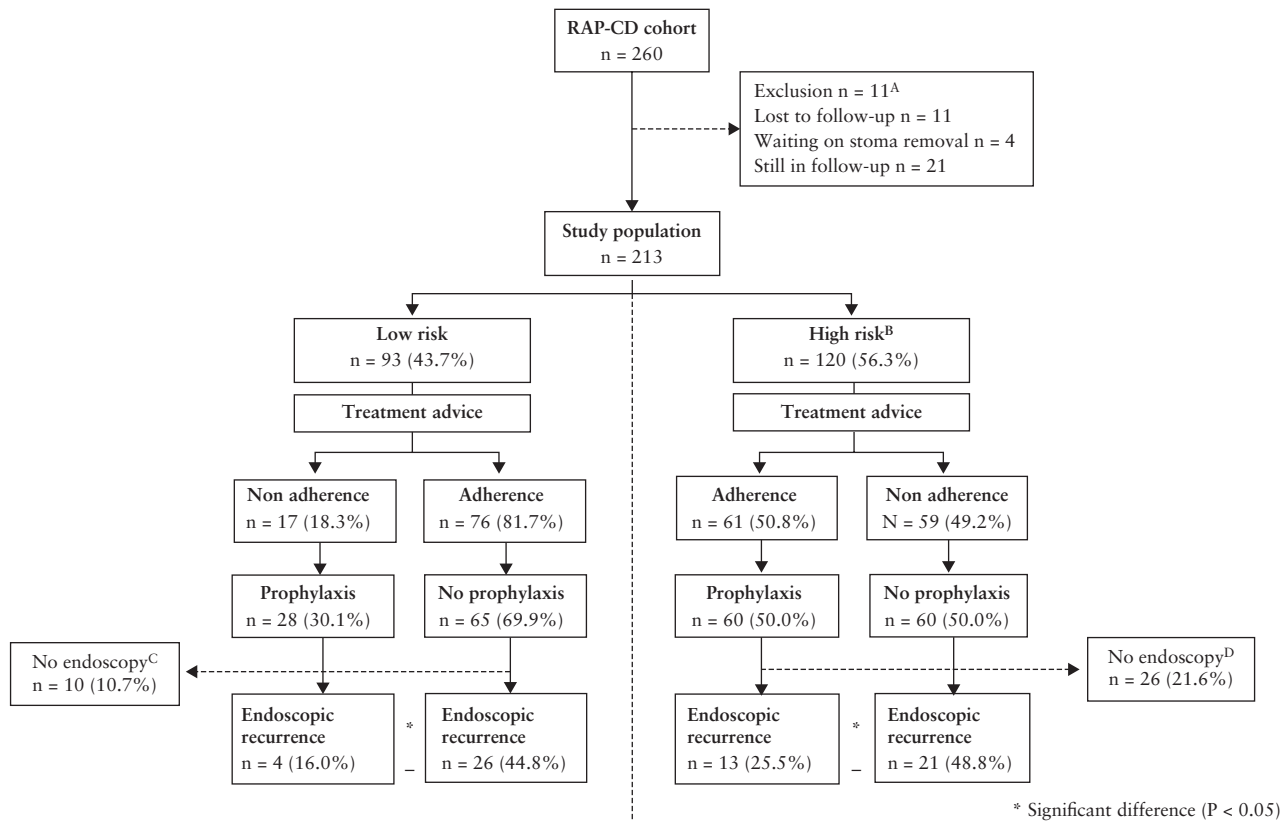 RAP-CD cohort
n = 260
Exclusion n = 11ᴬ
Lost to follow-up n = 11
Waiting on stoma removal n = 4
Still in follow-up n = 21
Study population
n = 213
Low risk
n = 93 (43.7%)
High riskᴮ
n = 120 (56.3%)
Treatment advice
Treatment advice
Non adherence
n = 17 (18.3%)
Adherence
n = 76 (81.7%)
Adherence
n = 61 (50.8%)
Non adherence
N = 59 (49.2%)
Prophylaxis
n = 28 (30.1%)
No prophylaxis
n = 65 (69.9%)
Prophylaxis
n = 60 (50.0%)
No prophylaxis
n = 60 (50.0%)
No endoscopyᶜ
n = 10 (10.7%)
No endoscopyᴰ
n = 26 (21.6%)
Endoscopic
recurrence
n = 4 (16.0%)
*
–
Endoscopic
recurrence
n = 26 (44.8%)
Endoscopic
recurrence
n = 13 (25.5%)
*
–
Endoscopic
recurrence
n = 21 (48.8%)
* Significant difference (P < 0.05)